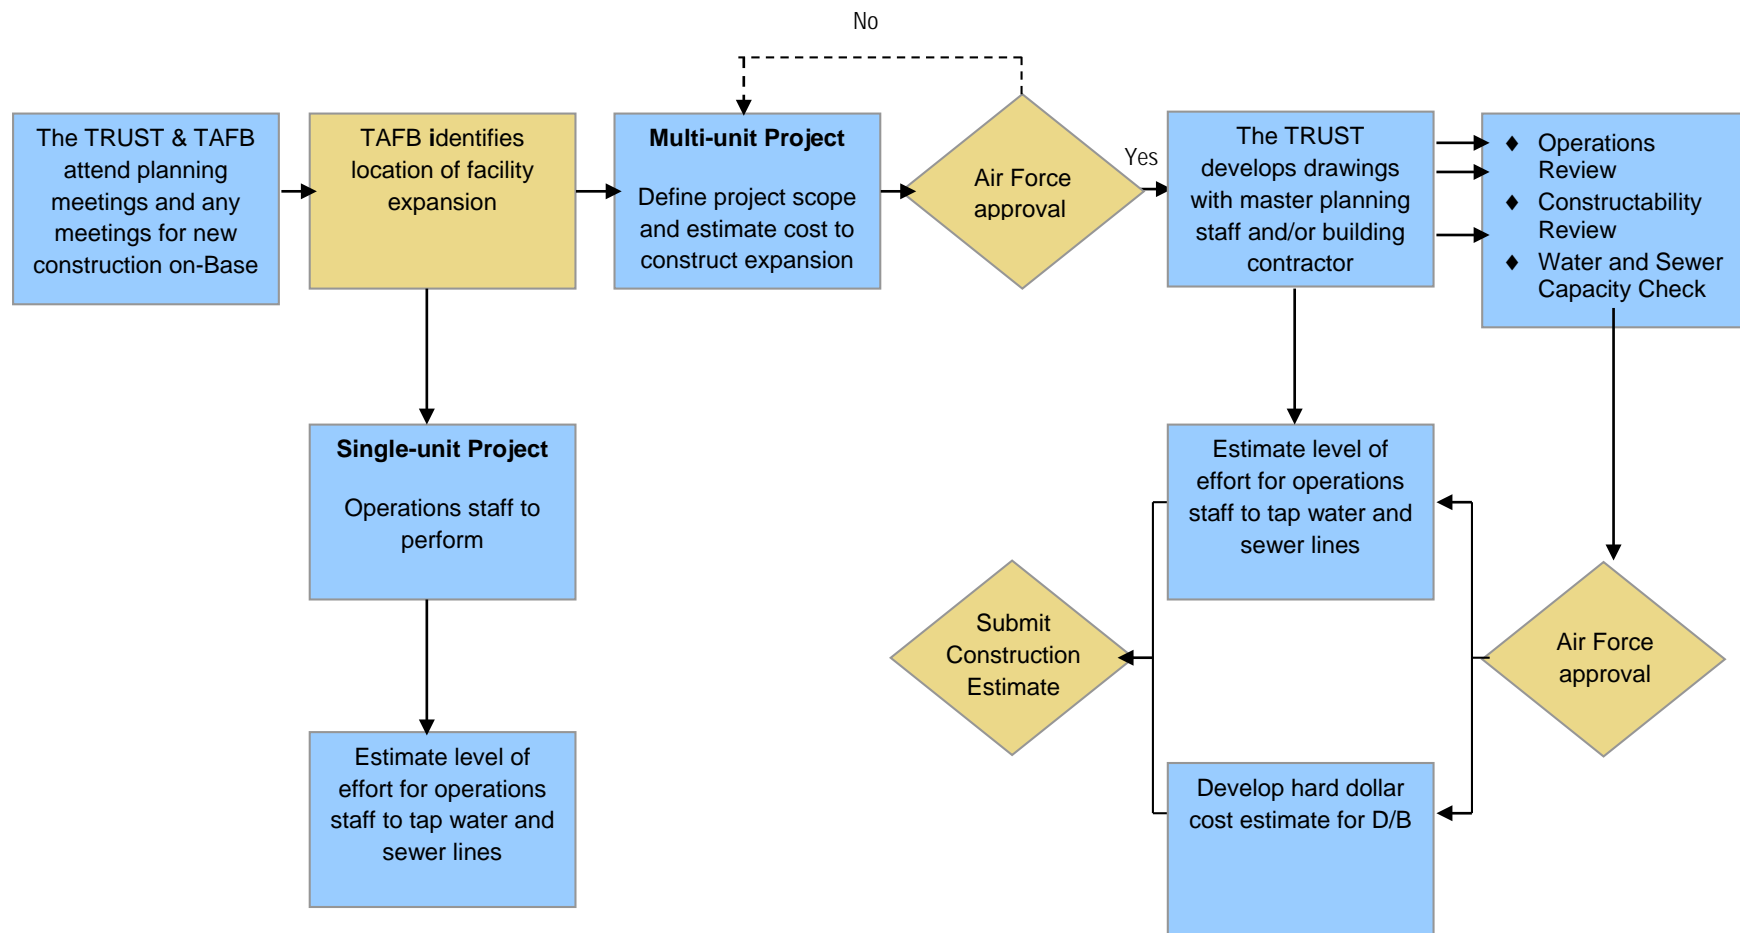 No
The TRUST & TAFB
attend planning
meetings and any
meetings for new
construction on-Base
TAFB identifies
location of facility
expansion
Multi-unit Project
Define project scope
and estimate cost to
construct expansion
Air Force
approval
Yes
The TRUST
develops drawings
with master planning
staff and/or building
contractor
♦ Operations
Review
♦ Constructability
Review
♦ Water and Sewer
Capacity Check
Single-unit Project
Operations staff to
perform
Estimate level of
effort for operations
staff to tap water and
sewer lines
Submit
Construction
Estimate
Air Force
approval
Estimate level of
effort for operations
staff to tap water and
sewer lines
Develop hard dollar
cost estimate for D/B